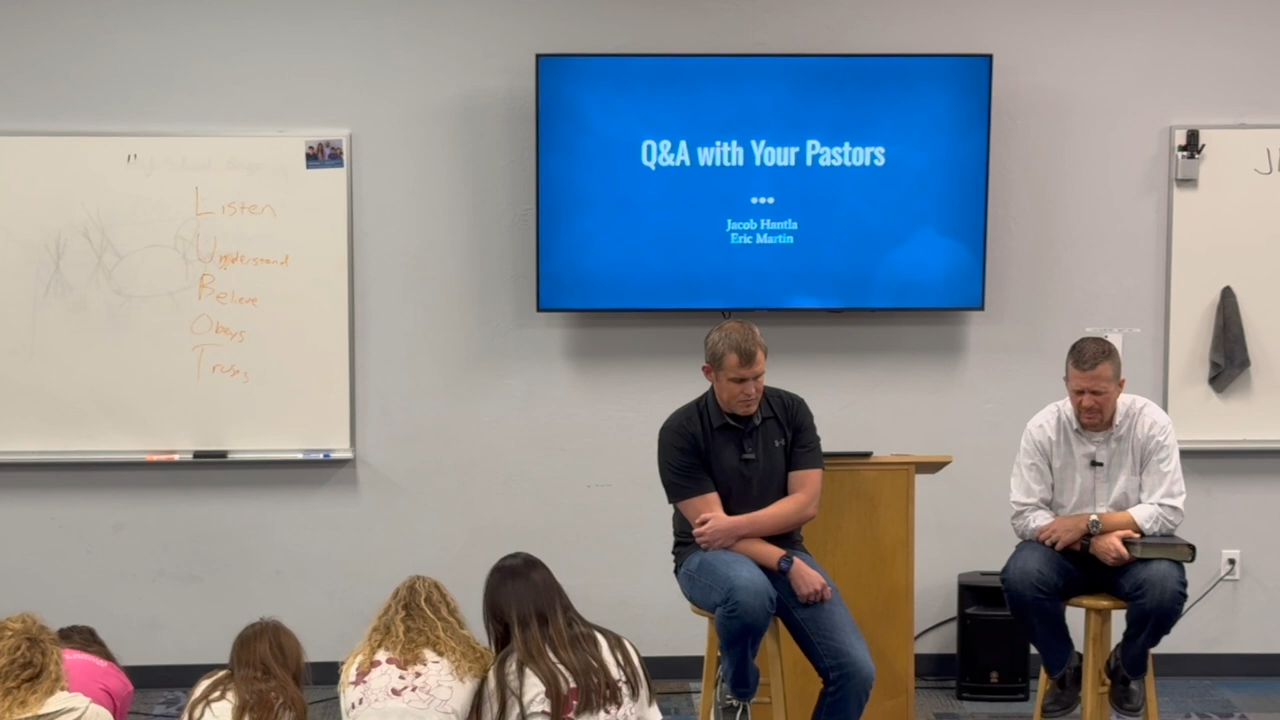 Listen
Understand
Believe
Obeys
Trusts
Q&A with Your Pastors
Jacob Hantla
Eric Martin